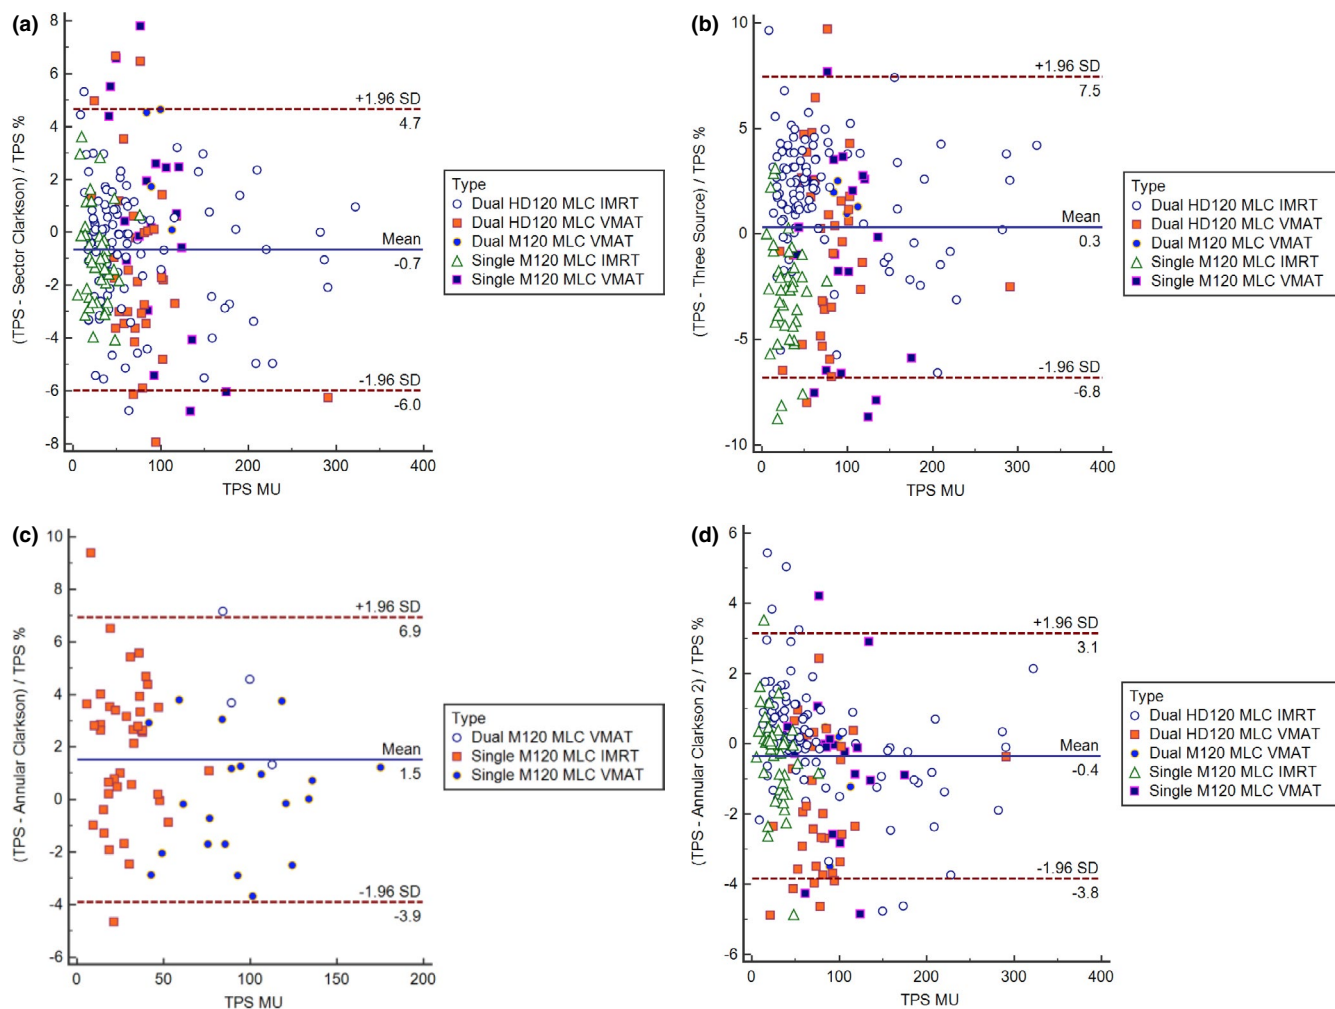 (a)
8
6
4
2
0
-2
-4
-6
-8
0
100
200
300
400
(TPS - Sector Clarkson) / TPS %
TPS MU
+1.96 SD
4.7
Mean
-0.7
-1.96 SD
-6.0
Type
Dual HD120 MLC IMRT
Dual HD120 MLC VMAT
Dual M120 MLC VMAT
Single M120 MLC IMRT
Single M120 MLC VMAT
(b)
10
5
0
-5
-10
0
100
200
300
400
(TPS - Three Source) / TPS %
TPS MU
+1.96 SD
7.5
Mean
0.3
-1.96 SD
-6.8
Type
Dual HD120 MLC IMRT
Dual HD120 MLC VMAT
Dual M120 MLC VMAT
Single M120 MLC IMRT
Single M120 MLC VMAT
(c)
10
8
6
4
2
0
-2
-4
-6
0
50
100
150
200
(TPS - Annular Clarkson) / TPS %
TPS MU
+1.96 SD
6.9
Mean
1.5
-1.96 SD
-3.9
Type
Dual M120 MLC VMAT
Single M120 MLC IMRT
Single M120 MLC VMAT
(d)
6
4
2
0
-2
-4
-6
0
100
200
300
400
(TPS - Annular Clarkson 2) / TPS %
TPS MU
+1.96 SD
3.1
Mean
-0.4
-1.96 SD
-3.8
Type
Dual HD120 MLC IMRT
Dual HD120 MLC VMAT
Dual M120 MLC VMAT
Single M120 MLC IMRT
Single M120 MLC VMAT